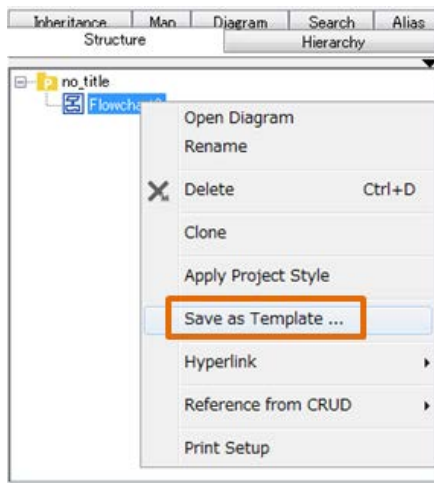 Inheritance Map Diagram Search Alias
Structure Hierarchy
no_title
Open Diagram
Rename
Delete Ctrl+D
Clone
Apply Project Style
Save as Template ...
Hyperlink
Reference from CRUD
Print Setup